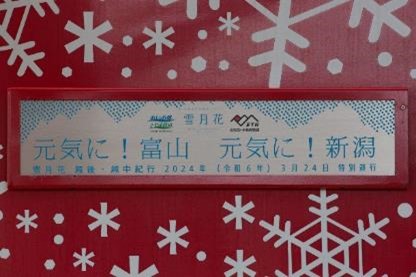 雪月花
元気に！富山　元気に！新潟
雪月花 越後・越中紀行 2024年 (令和6年) 3月24日 特別運行